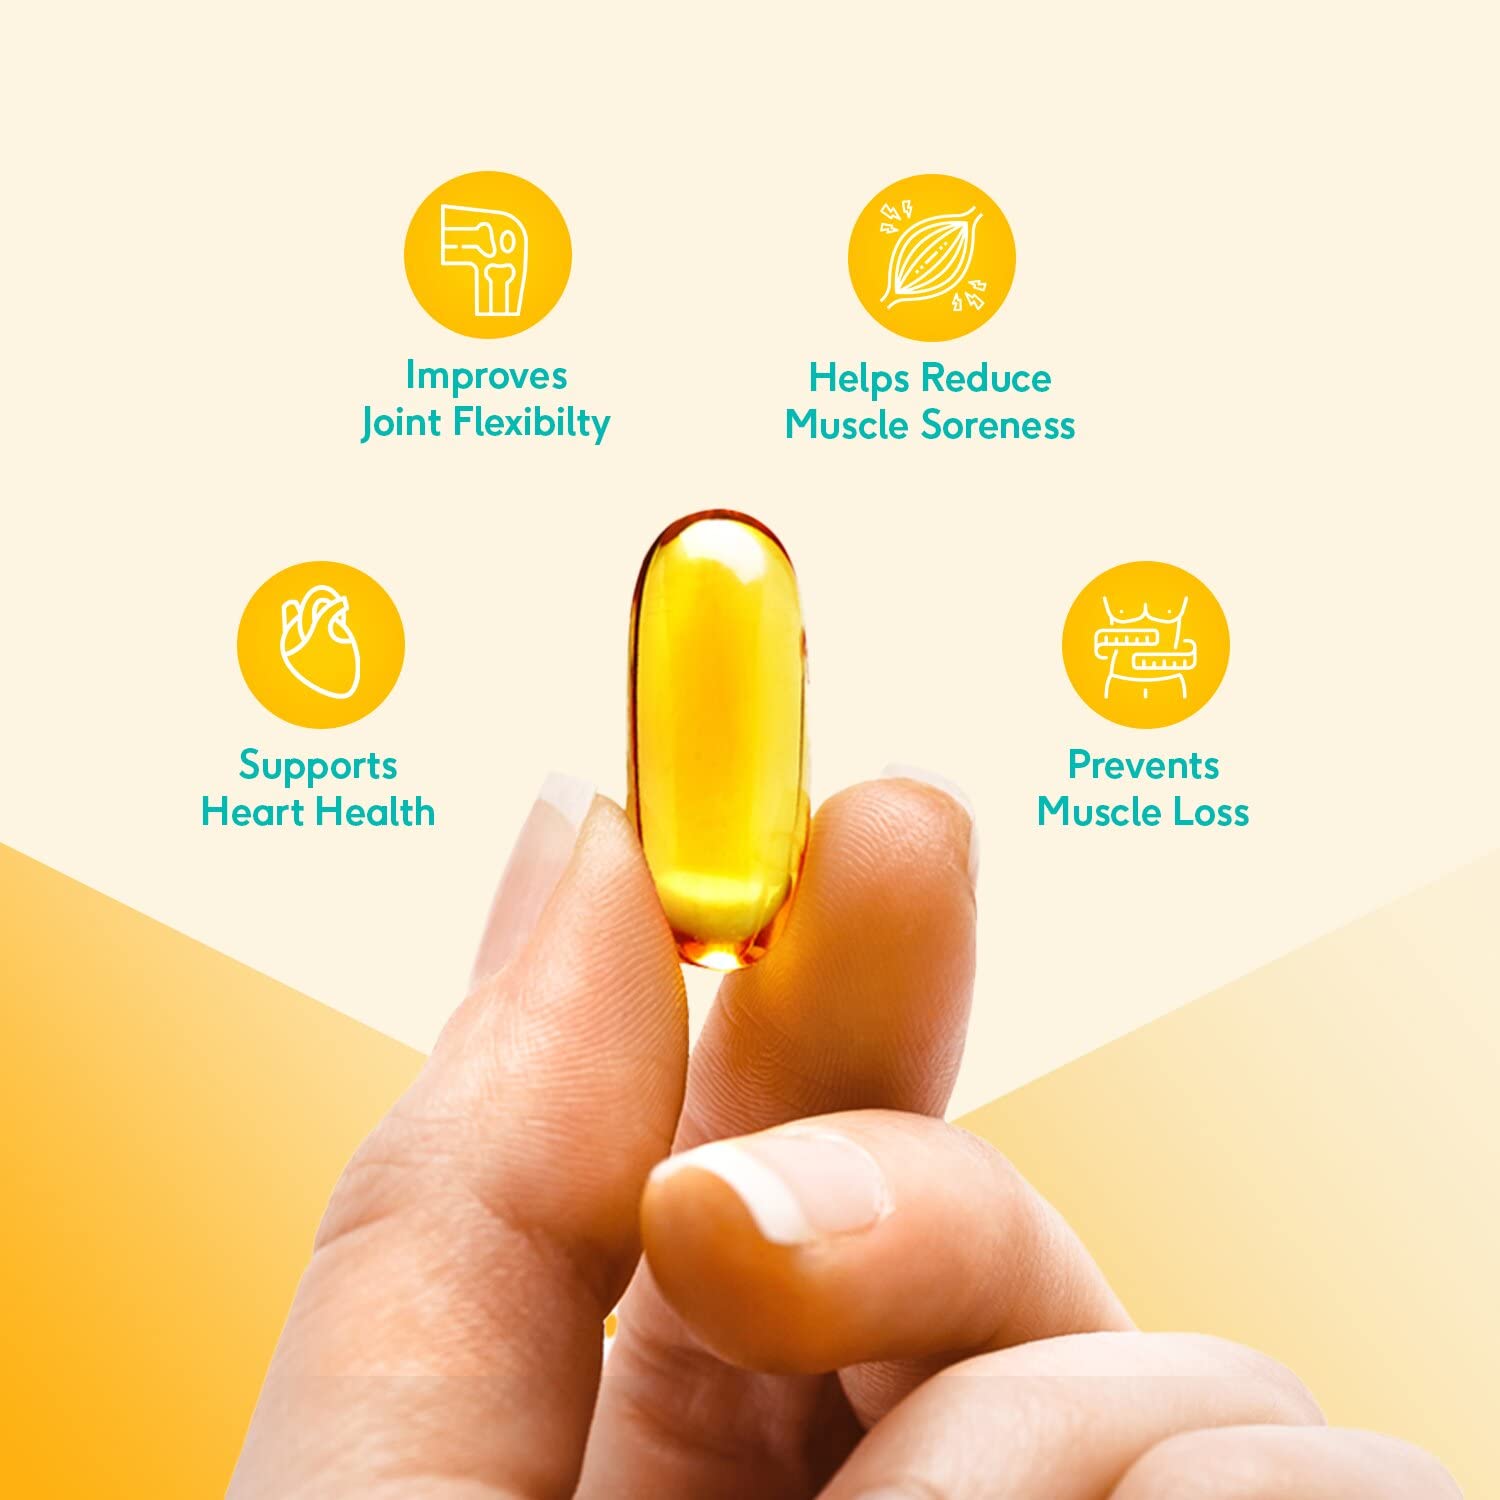 Improves
Joint Flexibilty
Helps Reduce
Muscle Soreness
Supports
Heart Health
Prevents
Muscle Loss